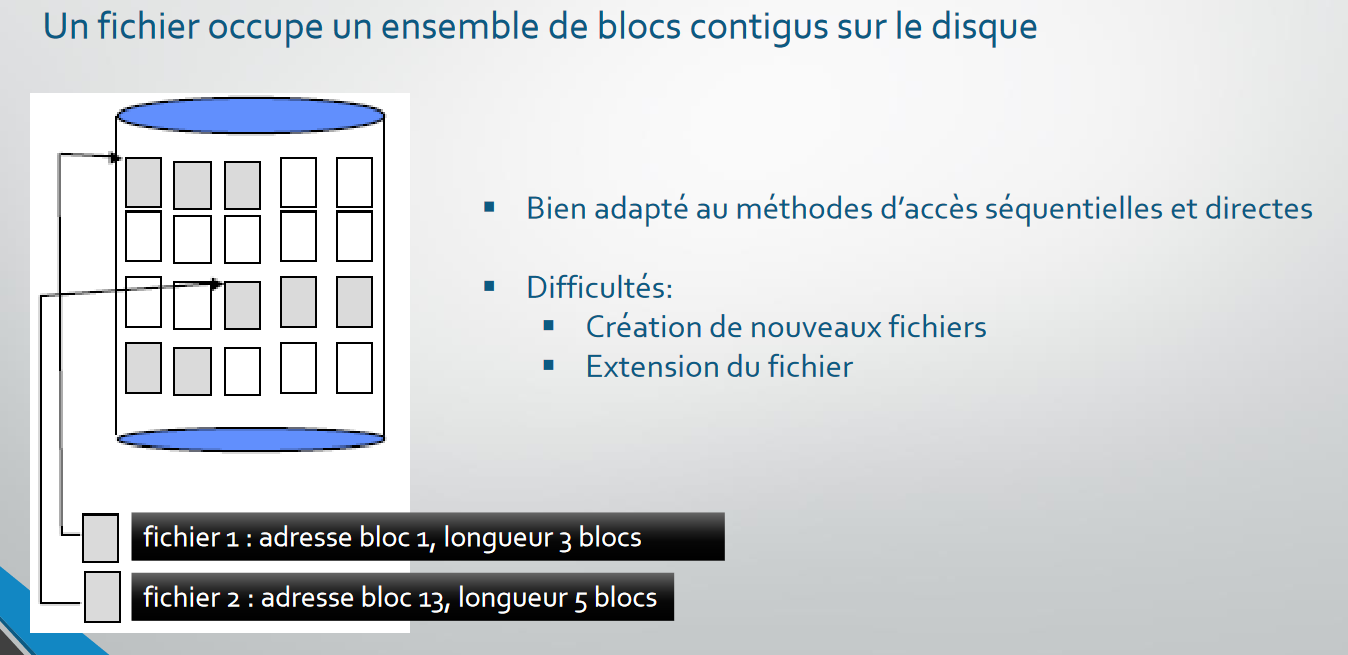 Un fichier occupe un ensemble de blocs contigus sur le disque
Bien adapté au méthodes d’accès séquentielles et directes
Difficultés:
Création de nouveaux fichiers
Extension du fichier
fichier 1 : adresse bloc 1, longueur 3 blocs
fichier 2 : adresse bloc 13, longueur 5 blocs